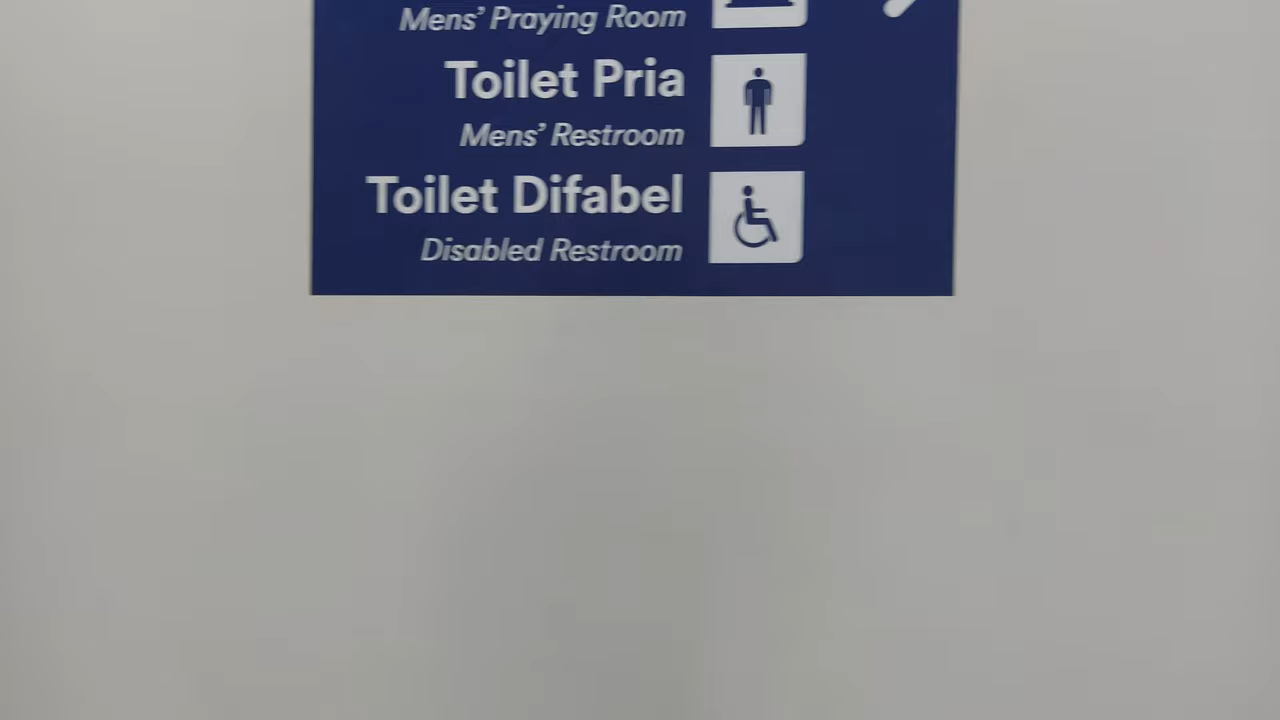 Mens' Praying Room
Toilet Pria
Mens' Restroom
Toilet Difabel
Disabled Restroom